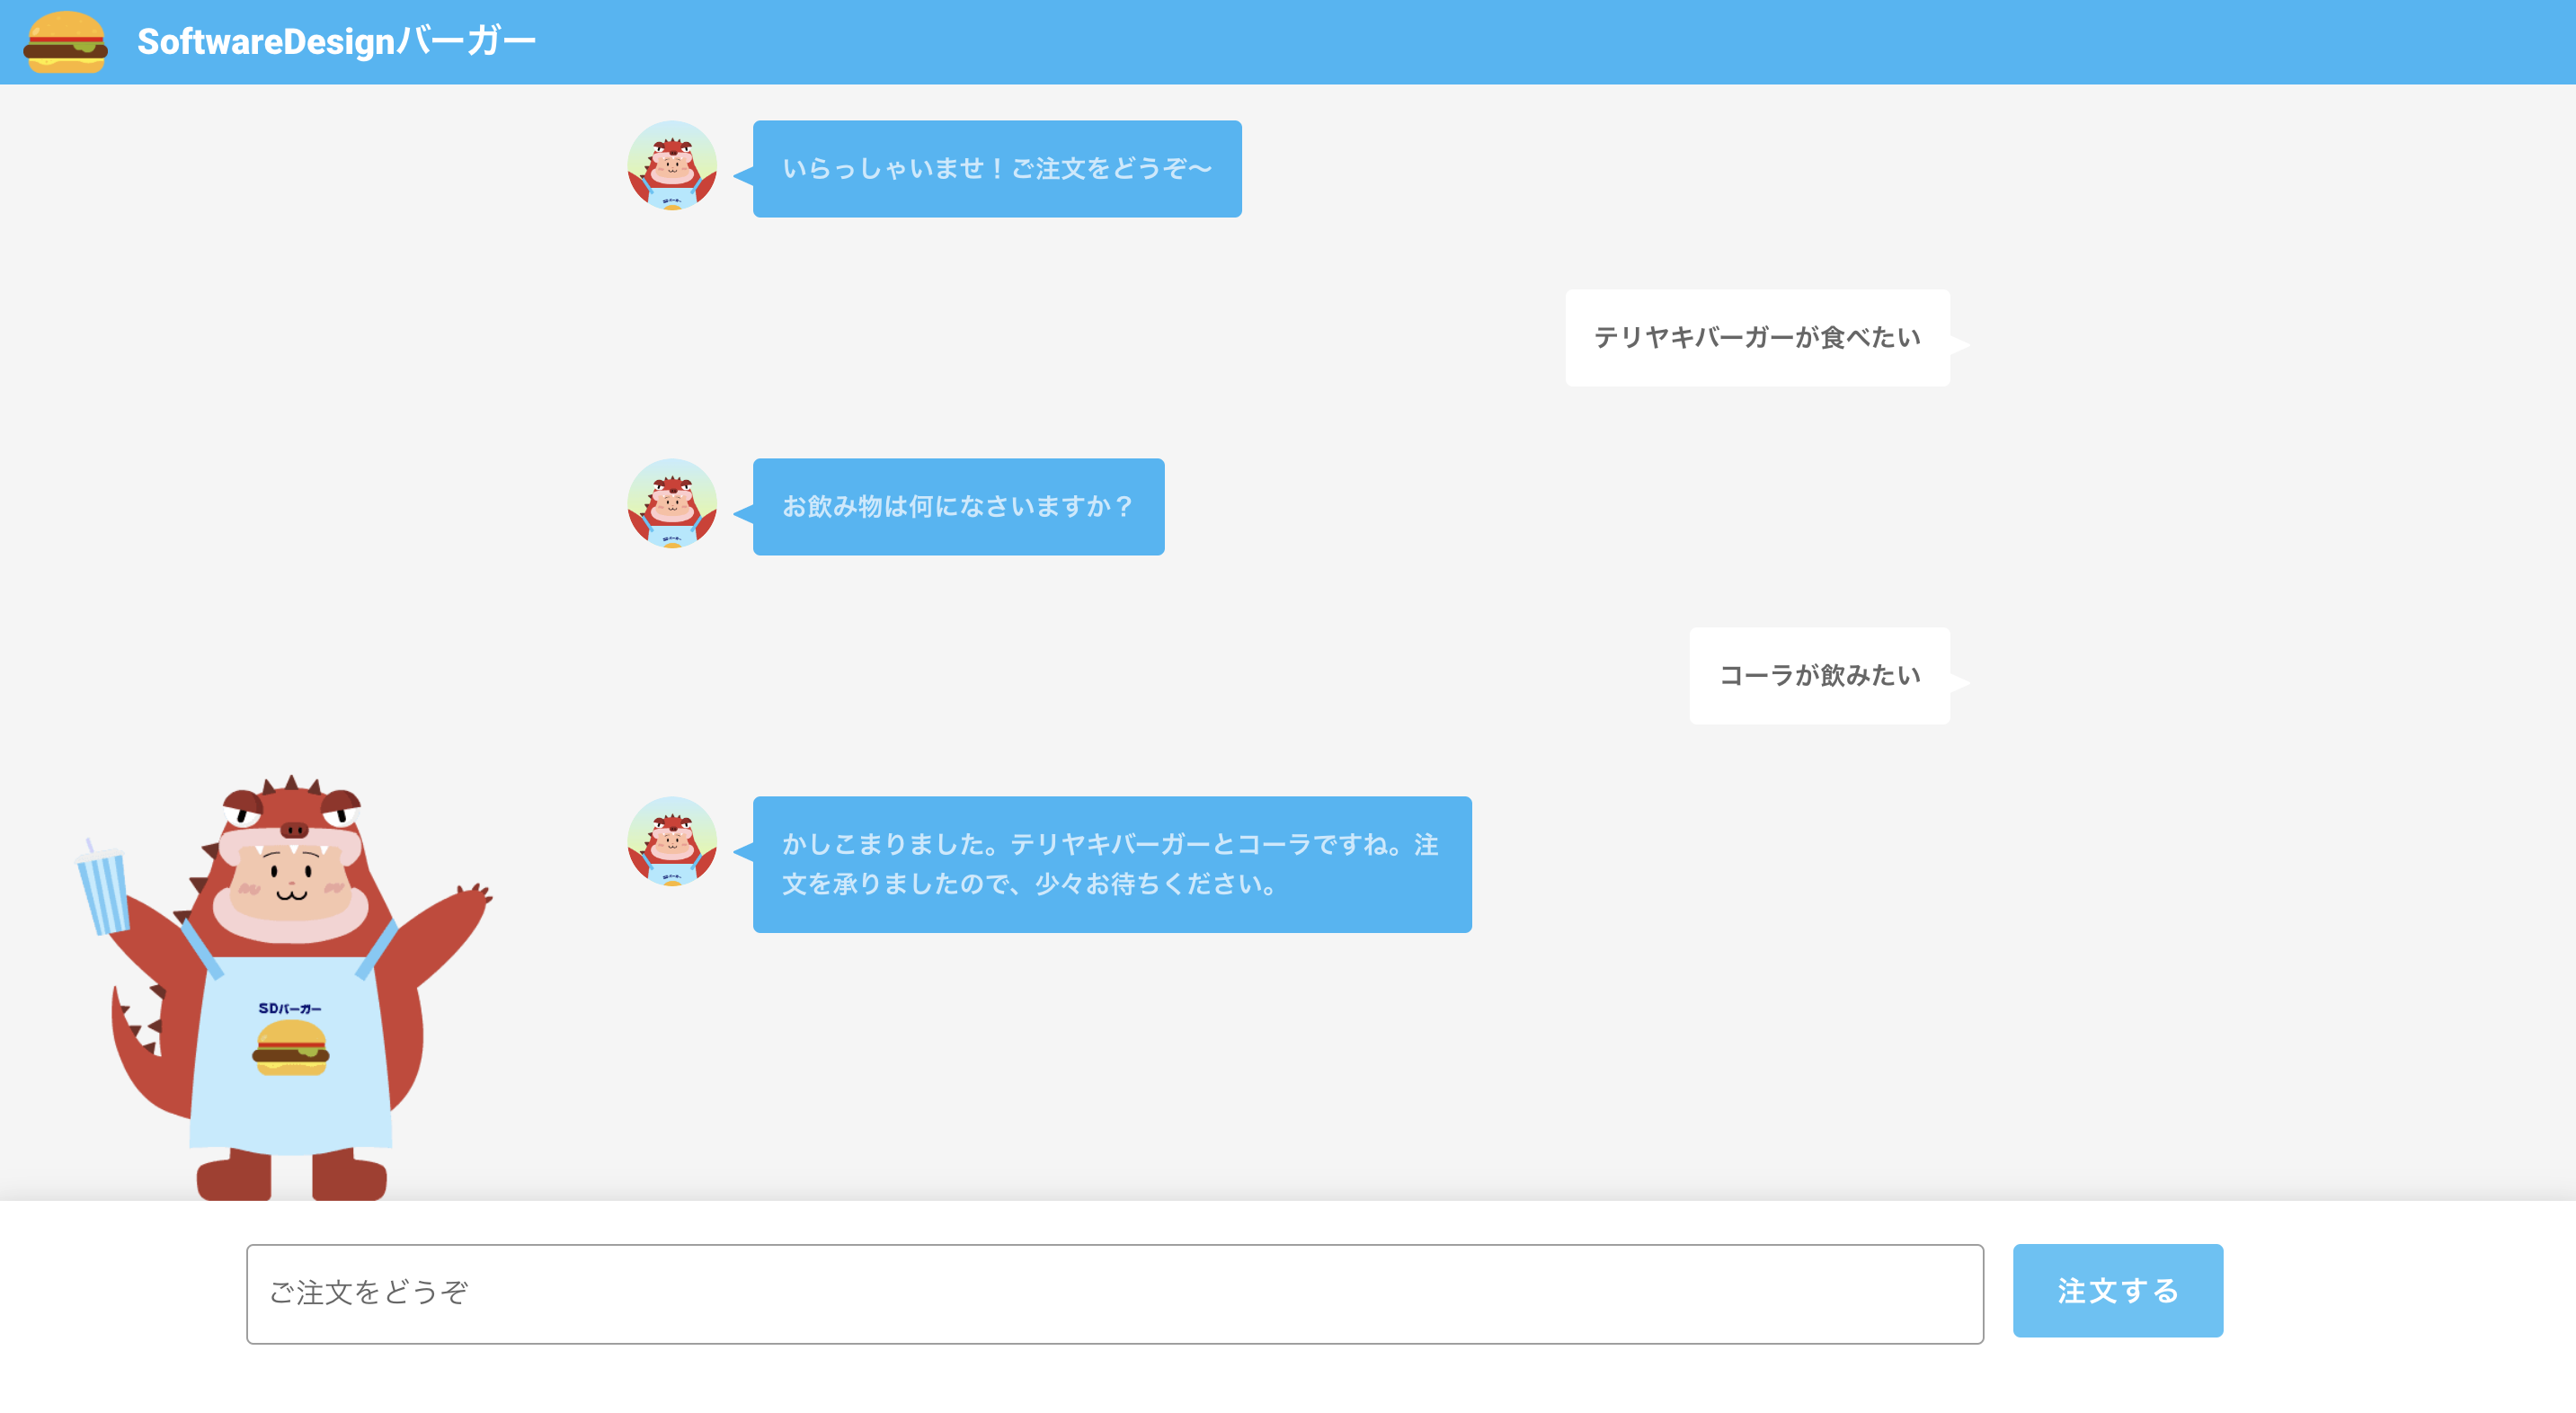 SoftwareDesignバーガー
いらっしゃいませ！ご注文をどうぞ〜
テリヤキバーガーが食べたい
お飲み物は何になさいますか？
コーラが飲みたい
かしこまりました。テリヤキバーガーとコーラですね。注
文を承りましたので、少々お待ちください。
SDバーガー
ご注文をどうぞ
注文する